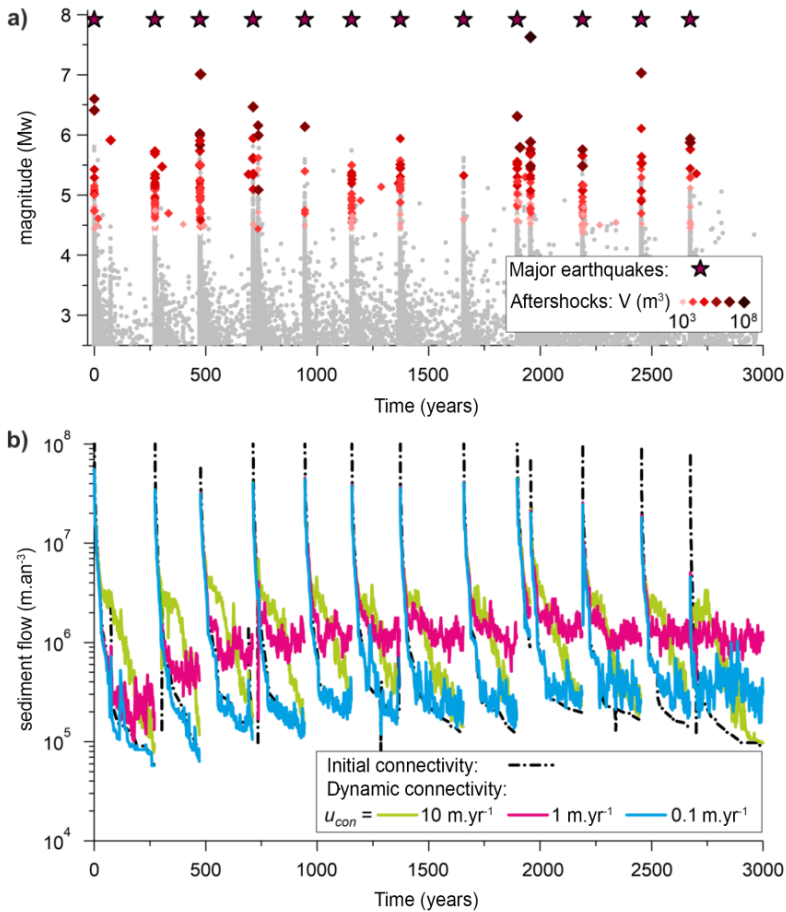 a)
8
7
6
5
4
3
magnitude (Mw)
Major earthquakes:
Aftershocks: V (m³)
10³ 10⁸
0 500 1000 1500 2000 2500 3000
Time (years)
b)
10⁸
10⁷
10⁶
10⁵
10⁴
sediment flow (m.an⁻³)
Initial connectivity:
Dynamic connectivity:
u_con = 10 m.yr⁻¹ 1 m.yr⁻¹ 0.1 m.yr⁻¹
0 500 1000 1500 2000 2500 3000
Time (years)